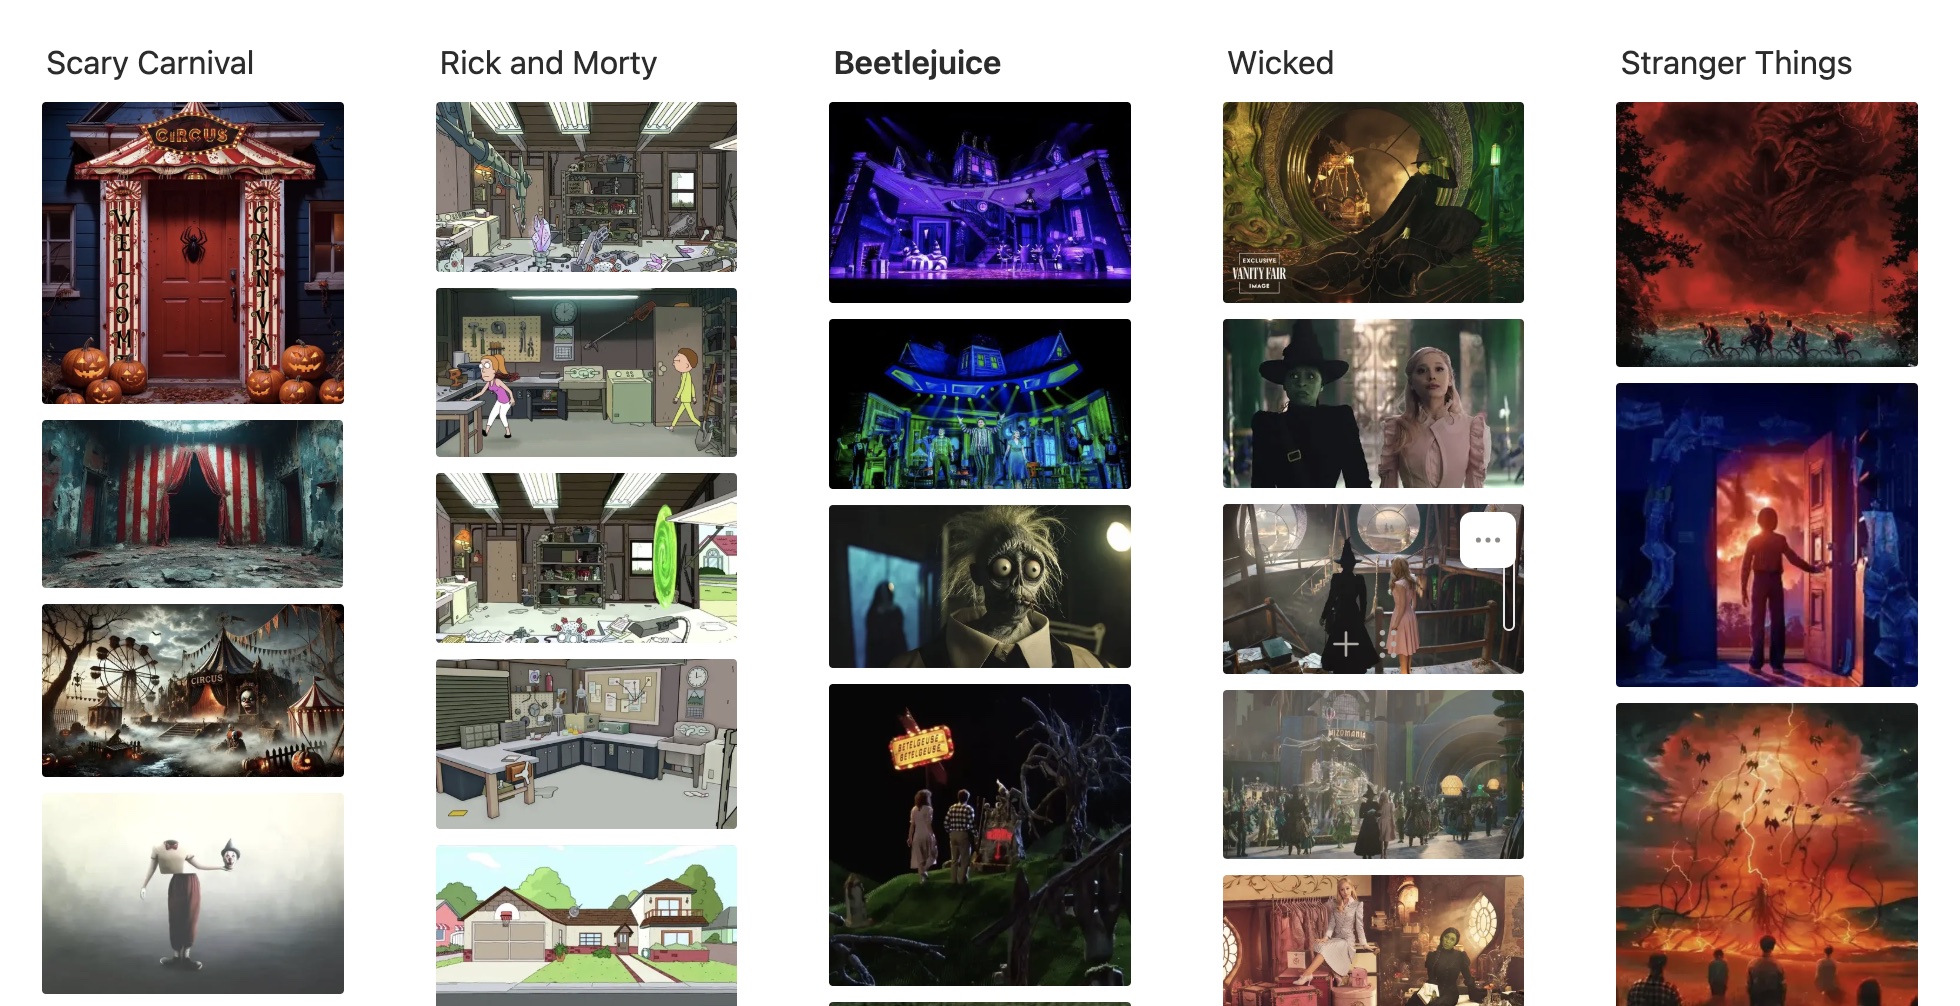 Scary Carnival
Rick and Morty
Beetlejuice
Wicked
Stranger Things
CIRCUS
WELCOME
CARNIVAL
CIRCUS
BETELGEUSE
BETELGEUSE
EXCLUSIVE
VANITY FAIR
IMAGE
WIZOMANIA